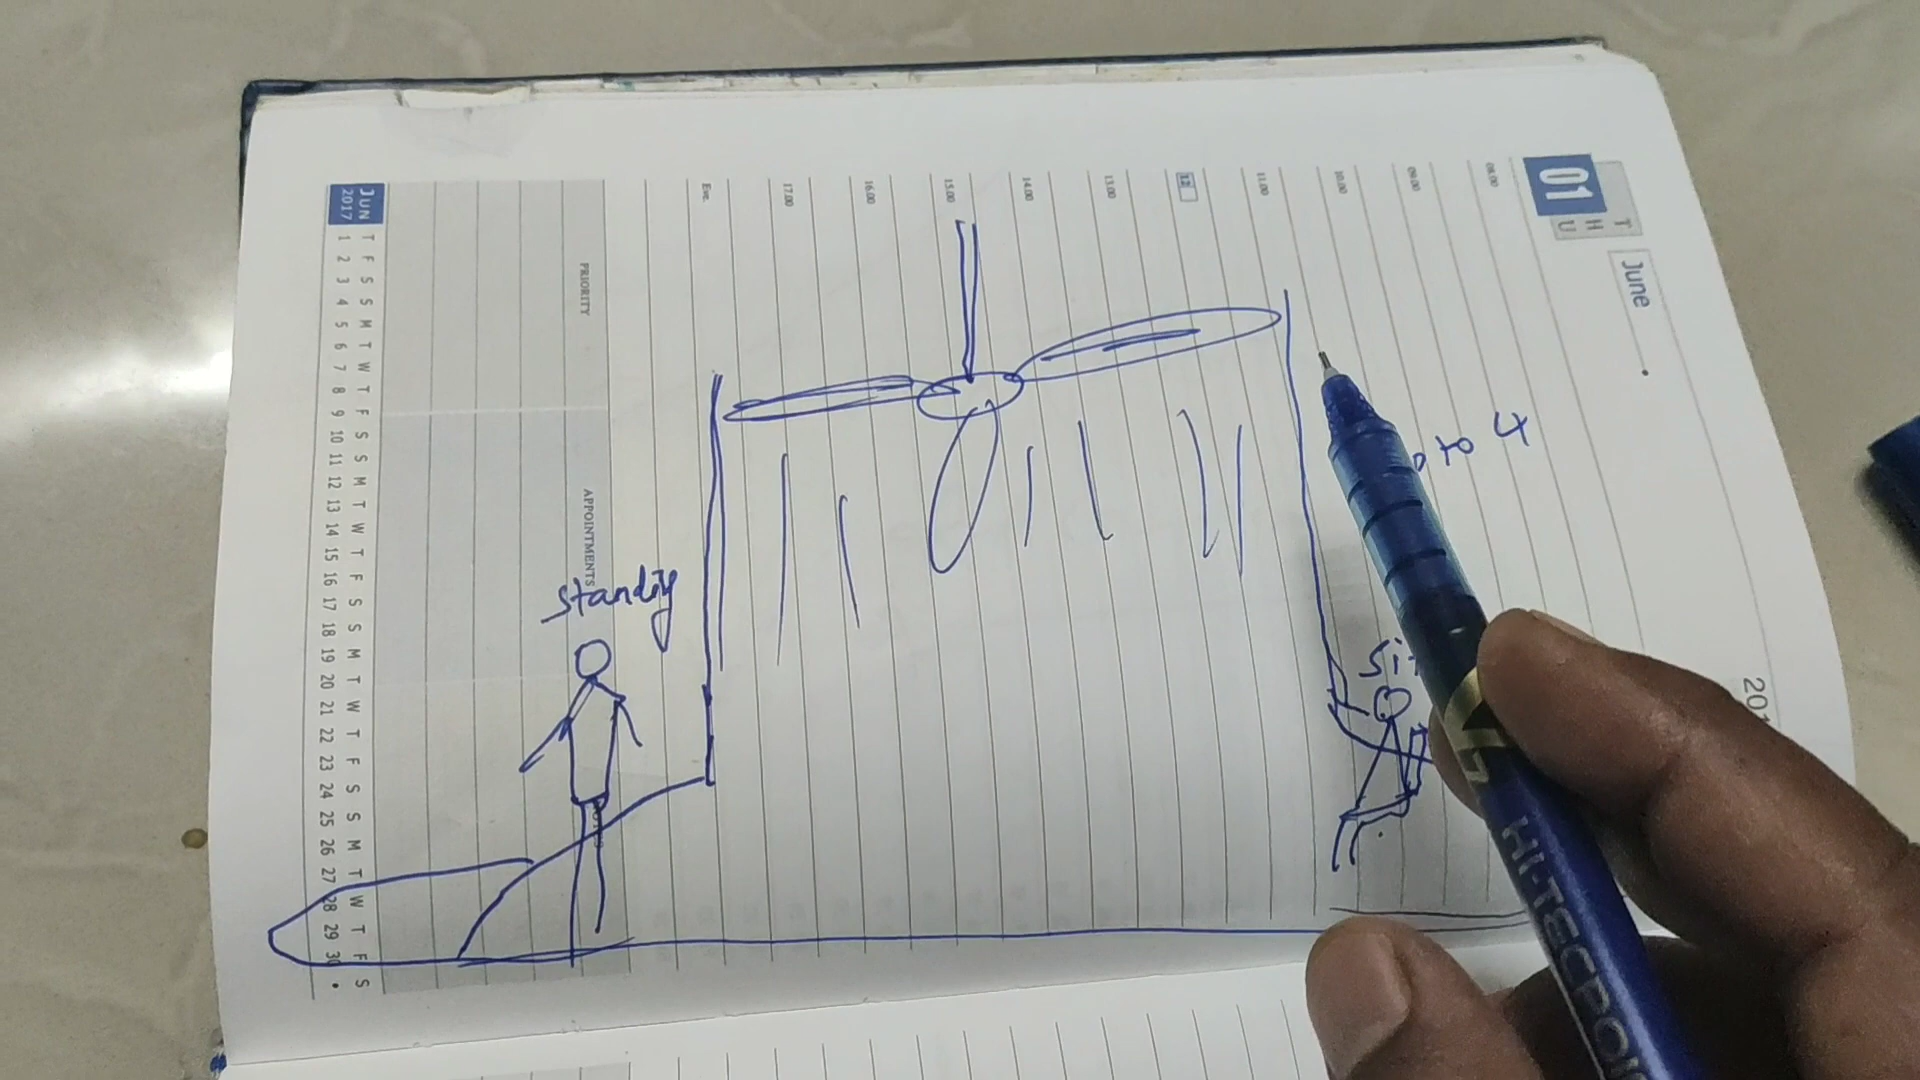 01
T
H
U
June
08.00
09.00
10.00
11.00
12
13.00
14.00
15.00
16.00
17.00
Eve.
PRIORITY
APPOINTMENTS
JUN
2017
T F S S M T W T F S S M T W T F S S M T W T F S S M T W T F S
1 2 3 4 5 6 7 8 9 10 11 12 13 14 15 16 17 18 19 20 21 22 23 24 25 26 27 28 29 30
standing
HI-TECPOI
V7